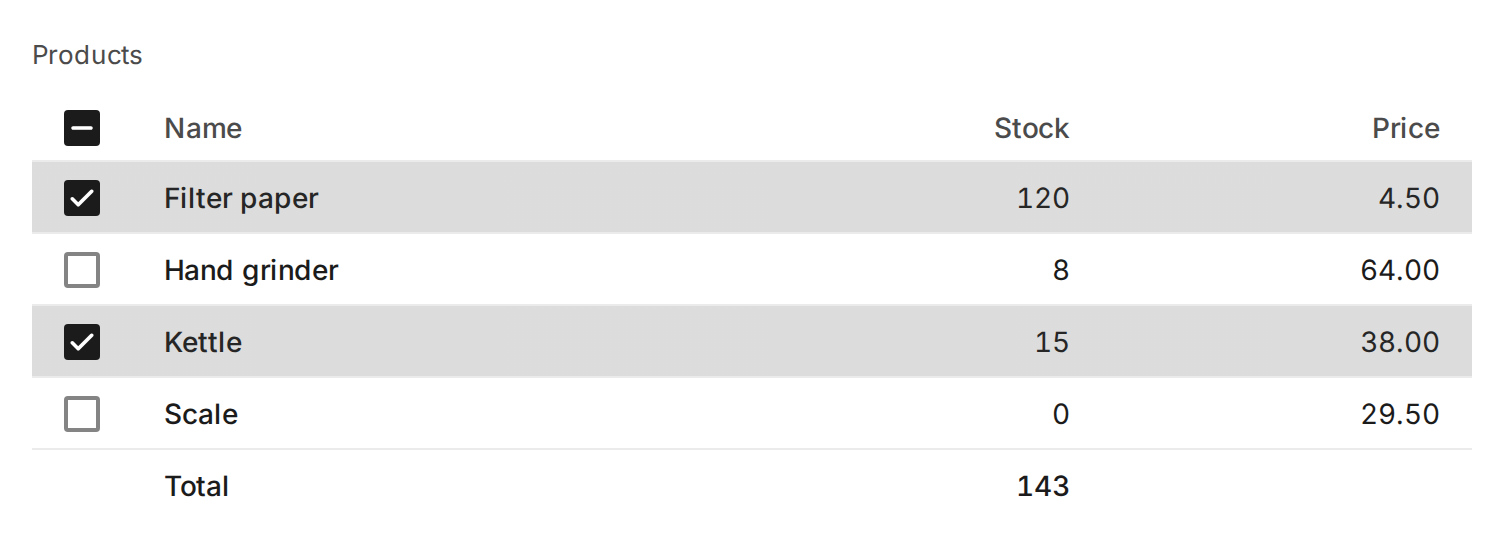 Products
Name Stock Price
Filter paper 120 4.50
Hand grinder 8 64.00
Kettle 15 38.00
Scale 0 29.50
Total 143